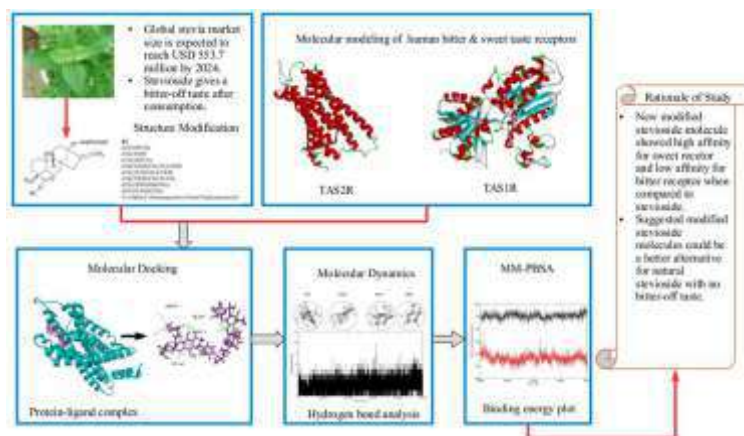 • Global stevia market
size is expected to
reach USD 553.7
million by 2024.
• Stevioside gives a
bitter-off taste after
consumption.
Structure Modification
Molecular modeling of human bitter & sweet taste receptors
TAS2R
TAS1R
Rationale of Study
• New modified
stevioside molecule
showed high affinity
for sweet recetor
and low affinity for
bitter receptor when
compared to
stevioside.
• Suggested modified
stevioside
molecules could be
a better alternative
for natural
stevioside with no
bitter-off taste.
Molecular Docking
Protein-ligand complex
Molecular Dynamics
Hydrogen bond analysis
MM-PBSA
Binding energy plot